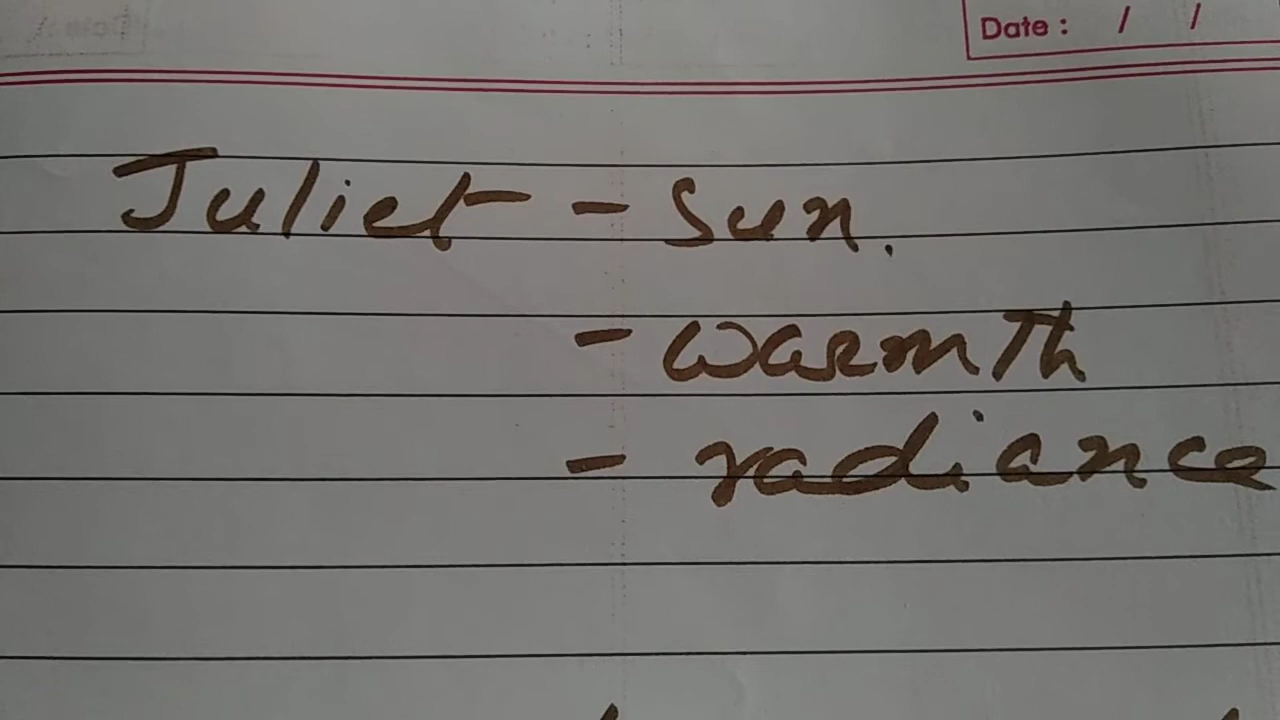 Date : / /
Juliet - Sun.
- warmth
- radiance